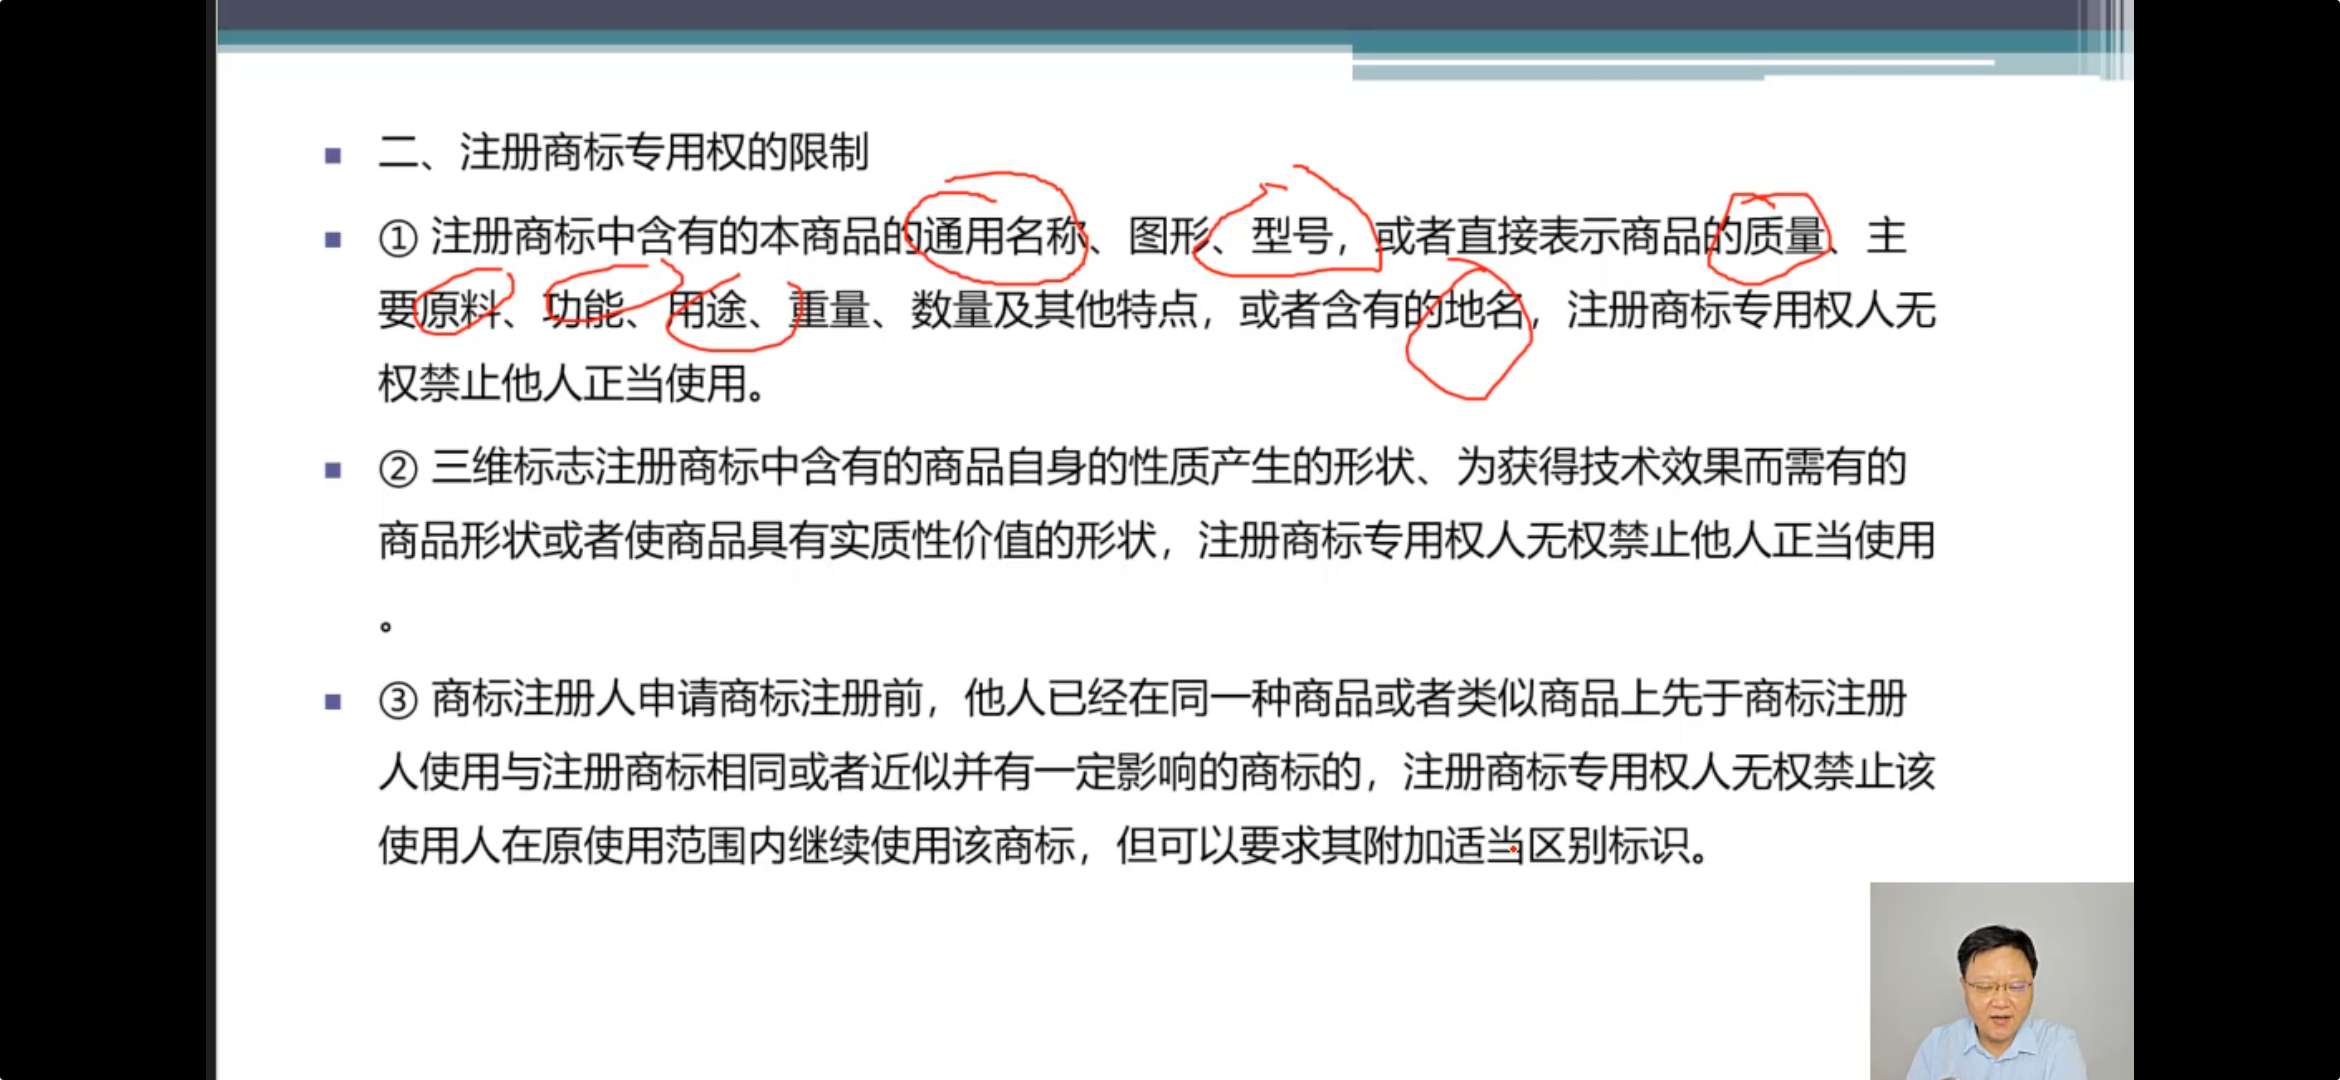 二、注册商标专用权的限制
① 注册商标中含有的本商品的通用名称、图形、型号，或者直接表示商品的质量、主
要原料、功能、用途、重量、数量及其他特点，或者含有的地名，注册商标专用权人无
权禁止他人正当使用。
② 三维标志注册商标中含有的商品自身的性质产生的形状、为获得技术效果而需有的
商品形状或者使商品具有实质性价值的形状，注册商标专用权人无权禁止他人正当使用
。
③ 商标注册人申请商标注册前，他人已经在同一种商品或者类似商品上先于商标注册
人使用与注册商标相同或者近似并有一定影响的商标的，注册商标专用权人无权禁止该
使用人在原使用范围内继续使用该商标，但可以要求其附加适当区别标识。